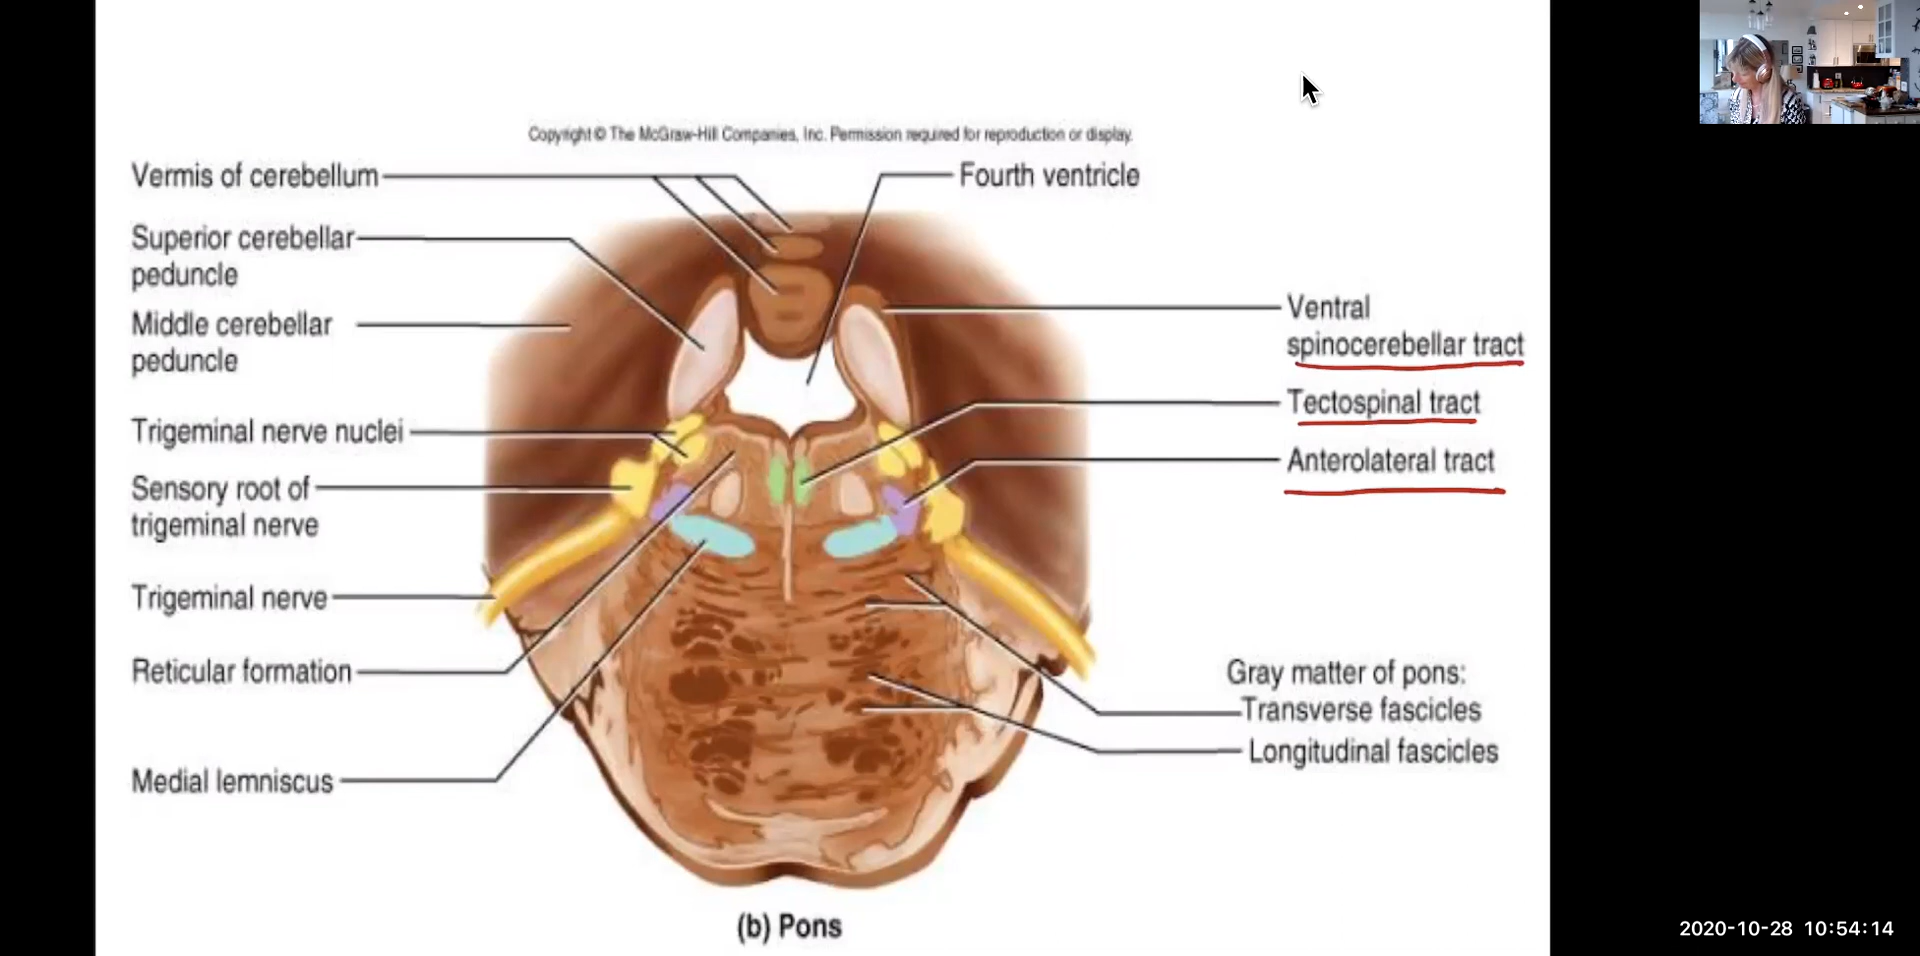 Copyright © The McGraw-Hill Companies, Inc. Permission required for reproduction or display.
Vermis of cerebellum
Fourth ventricle
Superior cerebellar
peduncle
Middle cerebellar
peduncle
Ventral
spinocerebellar tract
Tectospinal tract
Trigeminal nerve nuclei
Anterolateral tract
Sensory root of
trigeminal nerve
Trigeminal nerve
Reticular formation
Gray matter of pons:
Transverse fascicles
Longitudinal fascicles
Medial lemniscus
(b) Pons
2020-10-28 10:54:14